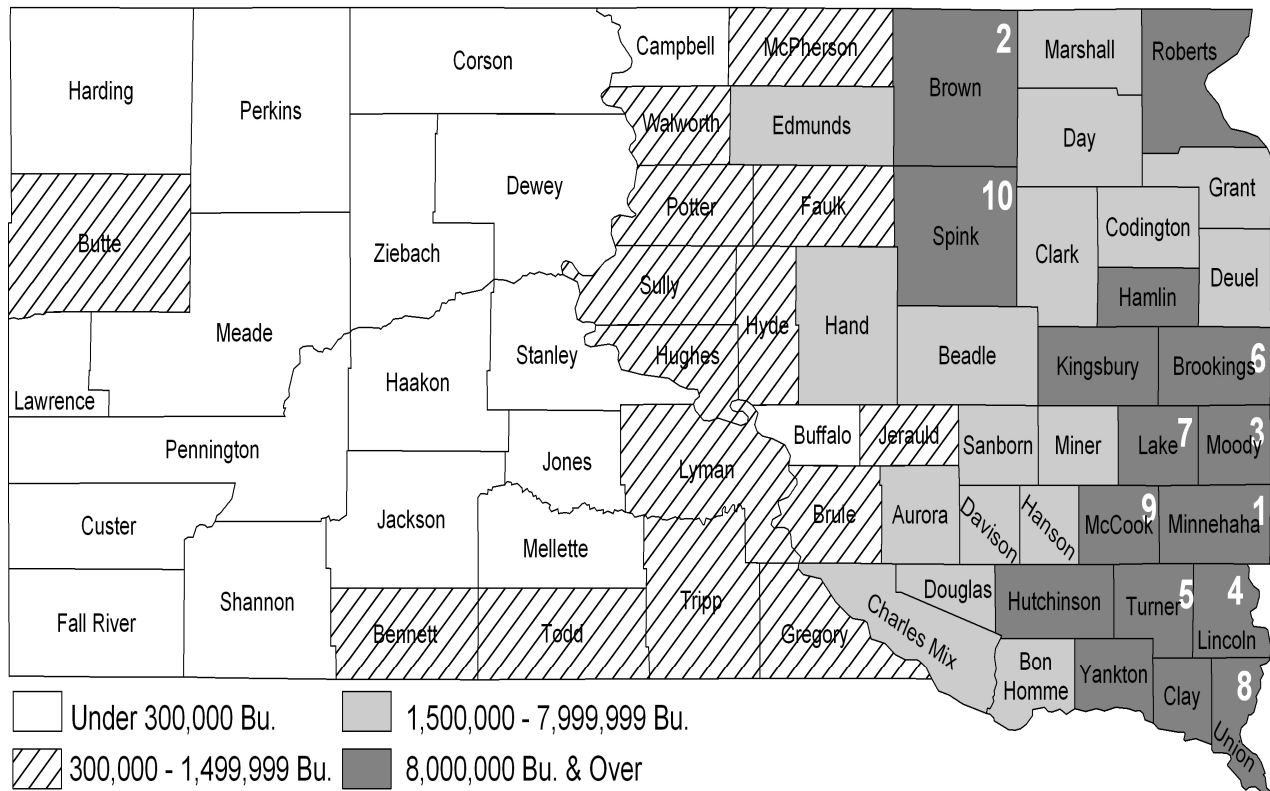 Harding
Perkins
Corson
Campbell
McPherson
2
Brown
Marshall
Roberts
Walworth
Edmunds
Day
Dewey
Potter
Faulk
10
Spink
Grant
Butte
Ziebach
Codington
Clark
Deuel
Sully
Hamlin
Meade
Hyde
Hand
Stanley
Hughes
Beadle
Kingsbury
Brookings
6
Haakon
Lawrence
Pennington
Jones
Lyman
Buffalo
Jerauld
Sanborn
Miner
Lake
7
Moody
3
Custer
Jackson
Mellette
Brule
Aurora
Davison
Hanson
McCook
9
Minnehaha
1
Fall River
Shannon
Bennett
Todd
Tripp
Gregory
Charles Mix
Douglas
Hutchinson
Turner
5
4
Lincoln
Bon
Homme
Yankton
Clay
8
Union
Under 300,000 Bu.
1,500,000 - 7,999,999 Bu.
300,000 - 1,499,999 Bu.
8,000,000 Bu. & Over